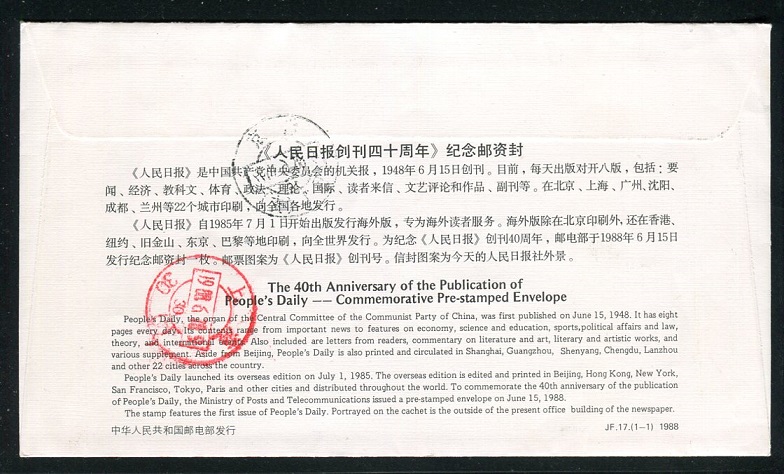 《人民日报创刊四十周年》纪念邮资封
《人民日报》是中国共产党中央委员会的机关报，1948年6月15日创刊。目前，每天出版对开八版，包括：要
闻、经济、教科文、体育、政法、理论、国际、读者来信、文艺评论和作品、副刊等。在北京、上海、广州、沈阳、
成都、兰州等22个城市印刷，向全国各地发行。
《人民日报》自1985年7月1日开始出版发行海外版，专为海外读者服务。海外版除在北京印刷外，还在香港、
纽约、旧金山、东京、巴黎等地印刷，向全世界发行。为纪念《人民日报》创刊40周年，邮电部于1988年6月15日
发行纪念邮资封一枚。邮票图案为《人民日报》创刊号。信封图案为今天的人民日报社外景。
The 40th Anniversary of the Publication of
People's Daily —— Commemorative Pre-stamped Envelope
People's Daily, the organ of the Central Committee of the Communist Party of China, was first published on June 15, 1948. It has eight
pages every day. Its contents range from important news to features on economy, science and education, sports,political affairs and law,
theory, and international events. Also included are letters from readers, commentary on literature and art, literary and artistic works, and
various supplement. Aside from Beijing, People's Daily is also printed and circulated in Shanghai, Guangzhou, Shenyang, Chengdu, Lanzhou
and other 22 cities across the country.
People's Daily launched its overseas edition on July 1, 1985. The overseas edition is edited and printed in Beijing, Hong Kong, New York,
San Francisco, Tokyo, Paris and other cities and distributed throughout the world. To commemorate the 40th anniversary of the publication
of People's Daily, the Ministry of Posts and Telecommunications issued a pre-stamped envelope on June 15, 1988.
The stamp features the first issue of People's Daily. Portrayed on the cachet is the outside of the present office building of the newspaper.
中华人民共和国邮电部发行
JF.17.(1-1) 1988
上